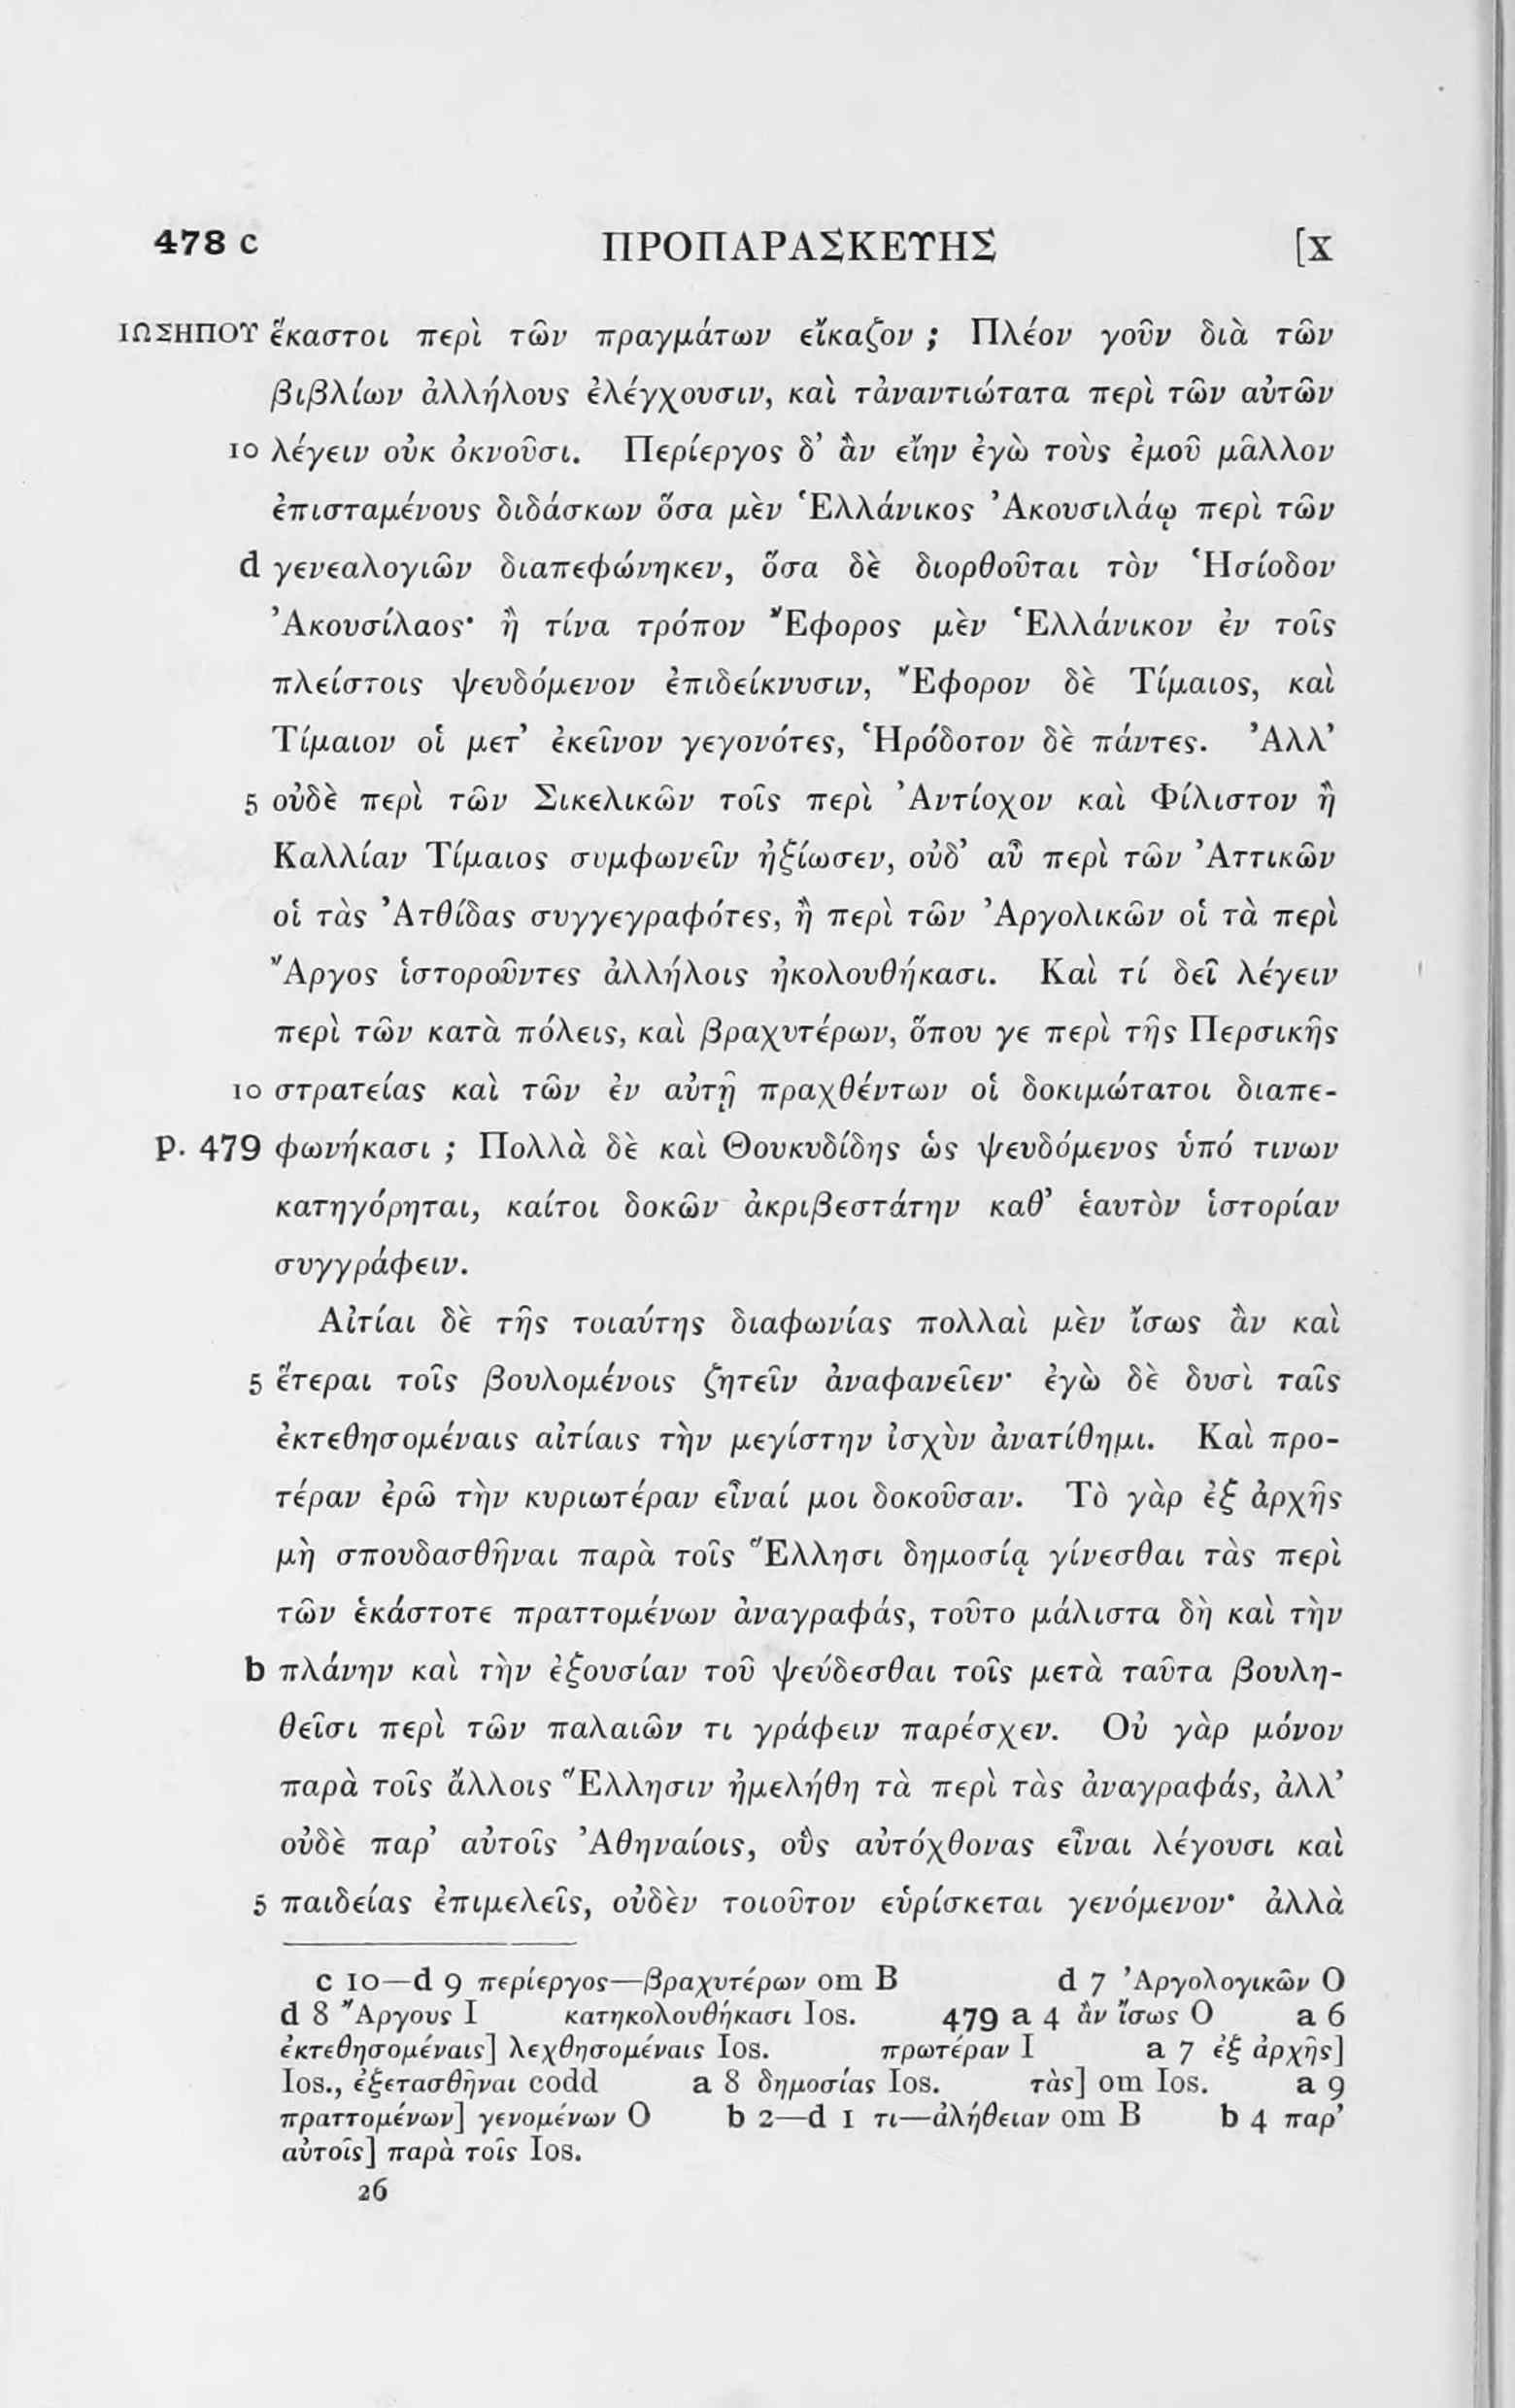 478 c ΠΡΟΠΑΡΑΣΚΕΥΗΣ [X
ΙΩΣΗΠΟΥ ἕκαστοι περὶ τῶν πραγμάτων εἴκαζον ; Πλέον γοῦν διὰ τῶν
βιβλίων ἀλλήλους ἐλέγχουσιν, καὶ τἀναντιώτατα περὶ τῶν αὐτῶν
10 λέγειν οὐκ ὀκνοῦσι. Περίεργος δ’ ἂν εἴην ἐγὼ τοὺς ἐμοῦ μᾶλλον
ἐπισταμένους διδάσκων ὅσα μὲν Ἑλλάνικος Ἀκουσιλάῳ περὶ τῶν
d γενεαλογιῶν διαπεφώνηκεν, ὅσα δὲ διορθοῦται τὸν Ἡσίοδον
Ἀκουσίλαος· ἢ τίνα τρόπον Ἔφορος μὲν Ἑλλάνικον ἐν τοῖς
πλείστοις ψευδόμενον ἐπιδείκνυσιν, Ἔφορον δὲ Τίμαιος, καὶ
Τίμαιον οἱ μετ’ ἐκεῖνον γεγονότες, Ἡρόδοτον δὲ πάντες. Ἀλλ’
5 οὐδὲ περὶ τῶν Σικελικῶν τοῖς περὶ Ἀντίοχον καὶ Φίλιστον ἢ
Καλλίαν Τίμαιος συμφωνεῖν ἠξίωσεν, οὐδ’ αὖ περὶ τῶν Ἀττικῶν
οἱ τὰς Ἀτθίδας συγγεγραφότες, ἢ περὶ τῶν Ἀργολικῶν οἱ τὰ περὶ
Ἄργος ἱστοροῦντες ἀλλήλοις ἠκολουθήκασι. Καὶ τί δεῖ λέγειν
περὶ τῶν κατὰ πόλεις, καὶ βραχυτέρων, ὅπου γε περὶ τῆς Περσικῆς
10 στρατείας καὶ τῶν ἐν αὐτῇ πραχθέντων οἱ δοκιμώτατοι διαπε-
p. 479 φωνήκασι ; Πολλὰ δὲ καὶ Θουκυδίδης ὡς ψευδόμενος ὑπό τινων
κατηγόρηται, καίτοι δοκῶν ἀκριβεστάτην καθ’ ἑαυτὸν ἱστορίαν
συγγράφειν.
Αἰτίαι δὲ τῆς τοιαύτης διαφωνίας πολλαὶ μὲν ἴσως ἂν καὶ
5 ἕτεραι τοῖς βουλομένοις ζητεῖν ἀναφανεῖεν· ἐγὼ δὲ δυσὶ ταῖς
ἐκτεθησομέναις αἰτίαις τὴν μεγίστην ἰσχὺν ἀνατίθημι. Καὶ προ-
τέραν ἐρῶ τὴν κυριωτέραν εἶναί μοι δοκοῦσαν. Τὸ γὰρ ἐξ ἀρχῆς
μὴ σπουδασθῆναι παρὰ τοῖς Ἕλλησι δημοσίᾳ γίνεσθαι τὰς περὶ
τῶν ἑκάστοτε πραττομένων ἀναγραφάς, τοῦτο μάλιστα δὴ καὶ τὴν
b πλάνην καὶ τὴν ἐξουσίαν τοῦ ψεύδεσθαι τοῖς μετὰ ταῦτα βουλη-
θεῖσι περὶ τῶν παλαιῶν τι γράφειν παρέσχεν. Οὐ γὰρ μόνον
παρὰ τοῖς ἄλλοις Ἕλλησιν ἠμελήθη τὰ περὶ τὰς ἀναγραφάς, ἀλλ’
οὐδὲ παρ’ αὐτοῖς Ἀθηναίοις, οὓς αὐτόχθονας εἶναι λέγουσι καὶ
5 παιδείας ἐπιμελεῖς, οὐδὲν τοιοῦτον εὑρίσκεται γενόμενον· ἀλλὰ
c 10—d 9 περίεργος—βραχυτέρων om B d 7 Ἀργολογικῶν O
d 8 Ἄργους I κατηκολουθήκασι Ios. 479 a 4 ἂν ἴσως O a 6
ἐκτεθησομέναις] λεχθησομέναις Ios. πρωτέραν I a 7 ἐξ ἀρχῆς]
Ios., ἐξετασθῆναι codd a 8 δημοσίας Ios. τὰς] om Ios. a 9
πραττομένων] γενομένων O b 2—d 1 τι—ἀλήθειαν om B b 4 παρ’
αὐτοῖς] παρὰ τοῖς Ios.
26